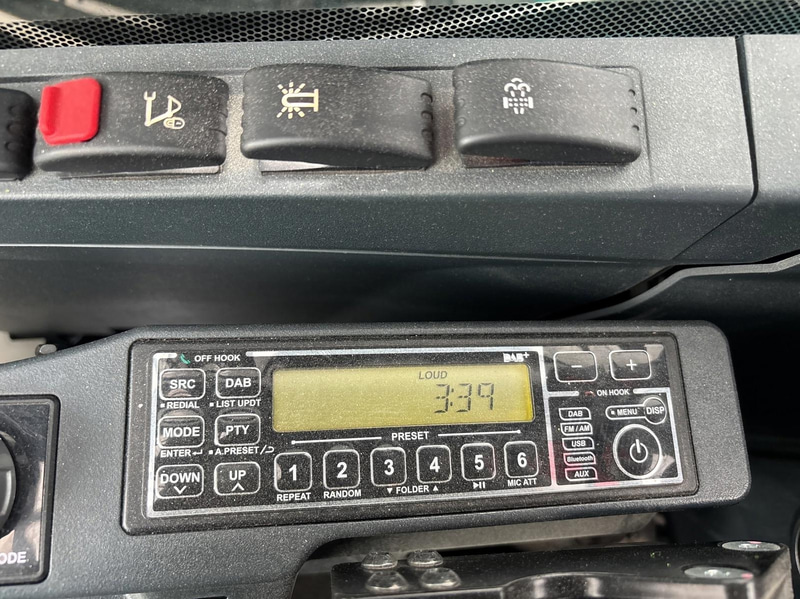 OFF HOOK
DAB+
SRC DAB
REDIAL LIST UPDT
MODE PTY
ENTER A.PRESET/
DOWN UP
LOUD
3:39
PRESET
1 2 3 4 5 6
REPEAT RANDOM ▼ FOLDER ▲ MIC ATT
− +
ON HOOK
DAB
FM / AM
USB
Bluetooth
AUX
MENU DISP
ODE